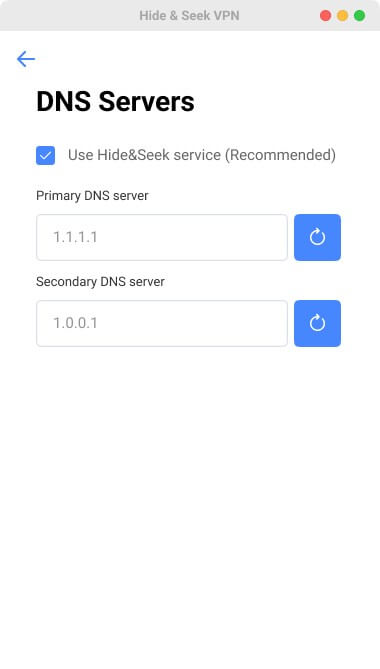 Hide & Seek VPN
DNS Servers
Use Hide&Seek service (Recommended)
Primary DNS server
1.1.1.1
Secondary DNS server
1.0.0.1